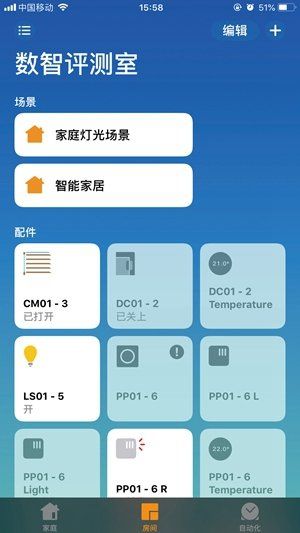 中国移动
15:58
51%
编辑
数智评测室
场景
家庭灯光场景
智能家居
配件
CM01 - 3
已打开
DC01 - 2
已关上
21.0°
DC01 - 2
Temperature
LS01 - 5
开
PP01 - 6
PP01 - 6 L
PP01 - 6
Light
PP01 - 6 R
22.0°
PP01 - 6
Temperature
家庭
房间
自动化